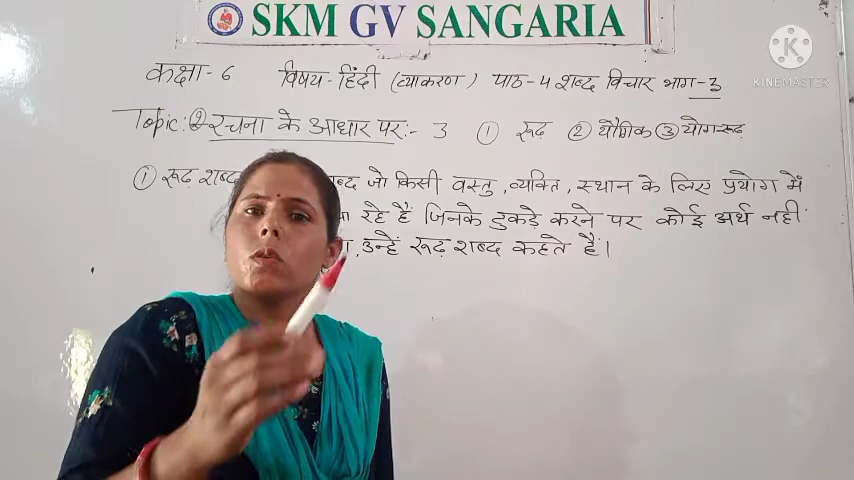 SKM GV SANGARIA
KINEMASTER
कक्षा - 6 विषय - हिंदी (व्याकरण) पाठ-4 शब्द विचार भाग-3
Topic: ② रचना के आधार पर:- 3 ① रूढ़ ② यौगिक ③ योगरूढ़
① रूढ़ शब्द जो किसी वस्तु, व्यक्ति, स्थान के लिए प्रयोग में
रहे हैं जिनके टुकड़े करने पर कोई अर्थ नहीं
, उन्हें रूढ़ शब्द कहते हैं।